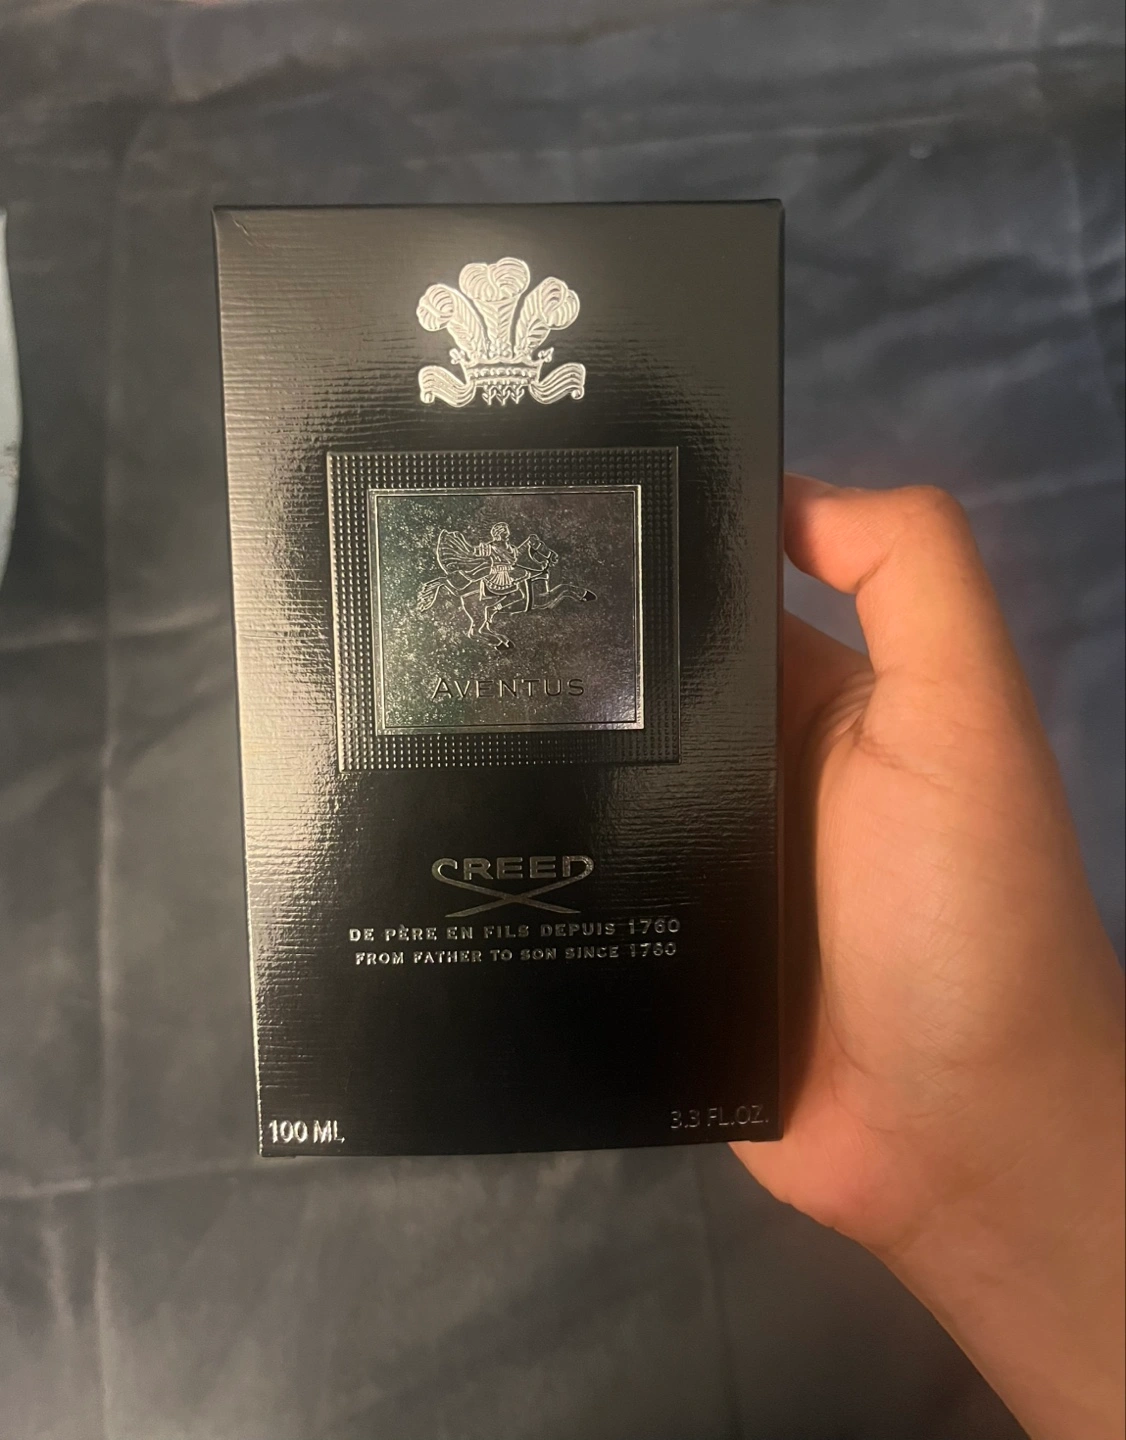 AVENTUS
CREED
DE PÈRE EN FILS DEPUIS 1760
FROM FATHER TO SON SINCE 1760
100 ML
3.3 FL.OZ.